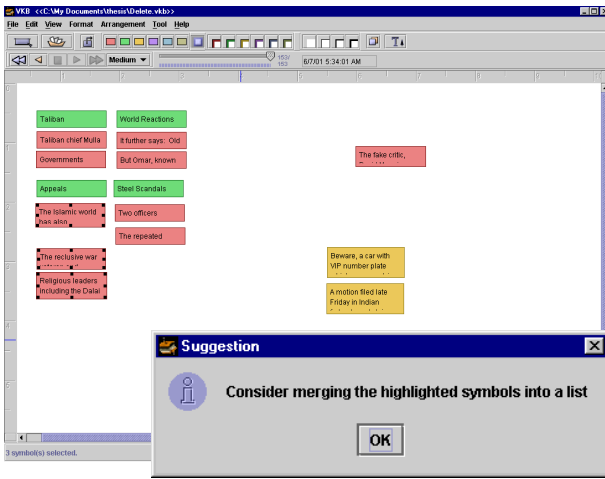 VKB <<C:\My Documents\thesis\Delete.vkb>>
File Edit View Format Arrangement Tool Help
Medium
153/
153
6/7/01 5:34:01 AM
Taliban
World Reactions
Taliban chief Mulla
It further says: Old
Governments
But Omar, known
The fake critic,
Appeals
Steel Scandals
The Islamic world
has also
Two officers
The repeated
The reclusive war
Religious leaders
including the Dalai
Beware, a car with
VIP number plate
A motion filed late
Friday in Indian
Suggestion
Consider merging the highlighted symbols into a list
OK
3 symbol(s) selected.